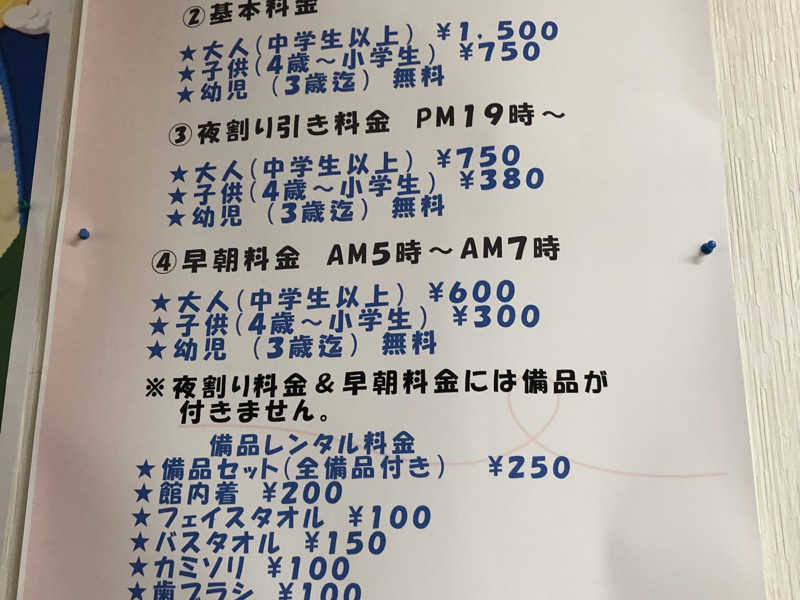 ②基本料金
★大人(中学生以上) ¥1.500
★子供(4歳～小学生) ¥750
★幼児 (3歳迄) 無料
③夜割り引き料金 PM19時～
★大人(中学生以上) ¥750
★子供(4歳～小学生) ¥380
★幼児 (3歳迄) 無料
④早朝料金 AM5時～AM7時
★大人(中学生以上) ¥600
★子供(4歳～小学生) ¥300
★幼児 (3歳迄) 無料
※夜割り料金&早朝料金には備品が
付きません。
備品レンタル料金
★備品セット(全備品付き) ¥250
★館内着 ¥200
★フェイスタオル ¥100
★バスタオル ¥150
★カミソリ ¥100
★歯ブラシ ¥100